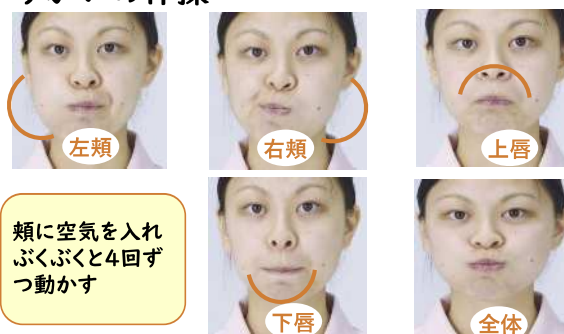 左頬
右頬
上唇
頬に空気を入れ
ぶくぶくと4回ず
つ動かす
下唇
全体